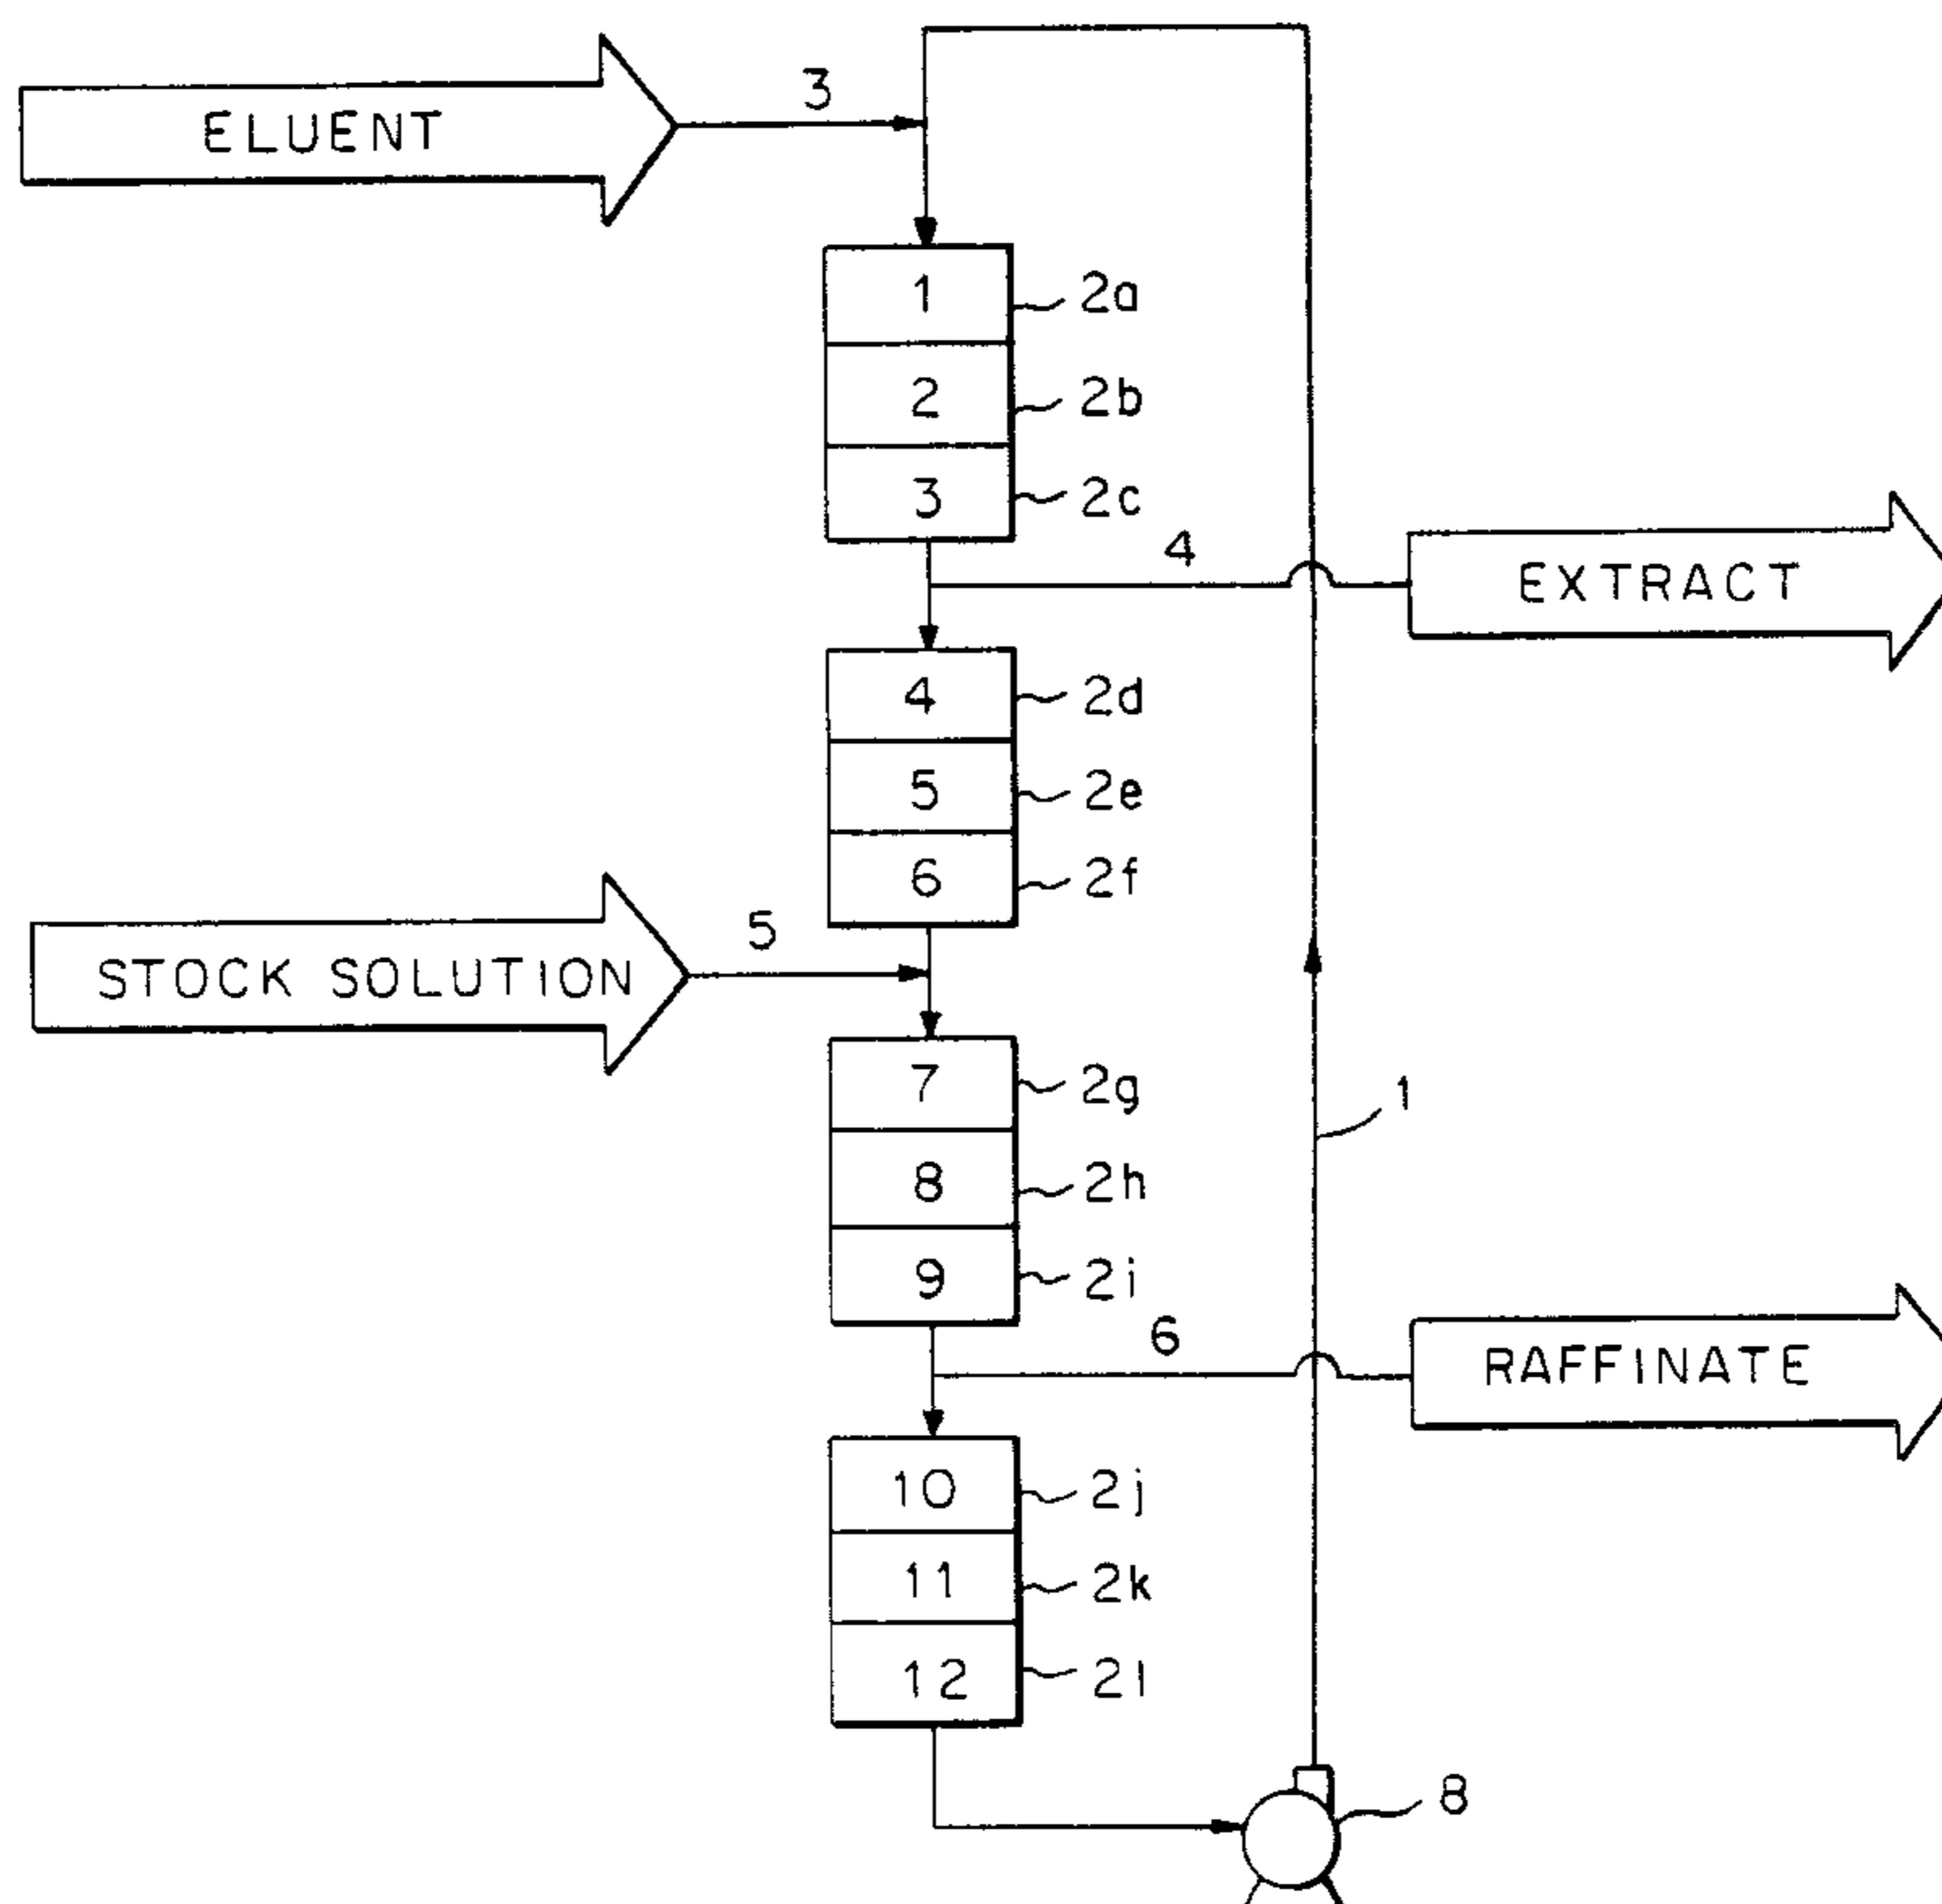 3
ELUENT
1 2a
2 2b
3 2c
4
EXTRACT
4 2d
5 2e
6 2f
5
STOCK SOLUTION
7 2g
1
8 2h
9 2i
6
RAFFINATE
10 2j
11 2k
12 2l
8